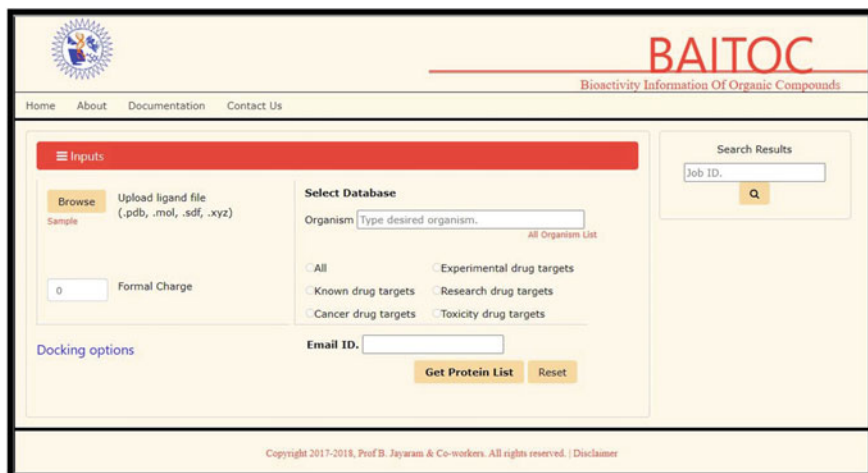 BAITOC
Bioactivity Information Of Organic Compounds
Home About Documentation Contact Us
Inputs
Browse
Sample
Upload ligand file
(.pdb, .mol, .sdf, .xyz)
0
Formal Charge
Docking options
Select Database
Organism Type desired organism.
All Organism List
All Experimental drug targets
Known drug targets Research drug targets
Cancer drug targets Toxicity drug targets
Email ID.
Get Protein List Reset
Search Results
Job ID.
Copyright 2017-2018, Prof B. Jayaram & Co-workers. All rights reserved. | Disclaimer